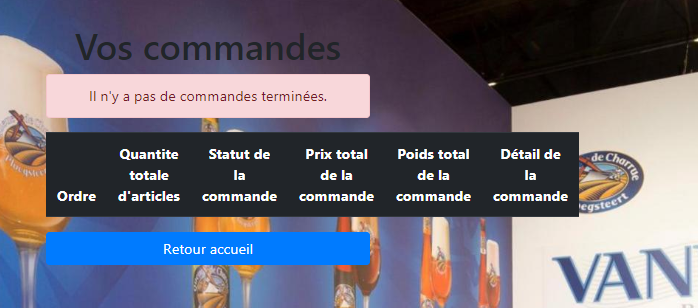 Vos commandes
Il n'y a pas de commandes terminées.
Ordre
Quantite
totale
d'articles
Statut de
la
commande
Prix total
de la
commande
Poids total
de la
commande
Détail de
la
commande
Retour accueil
de Charrue
VAN